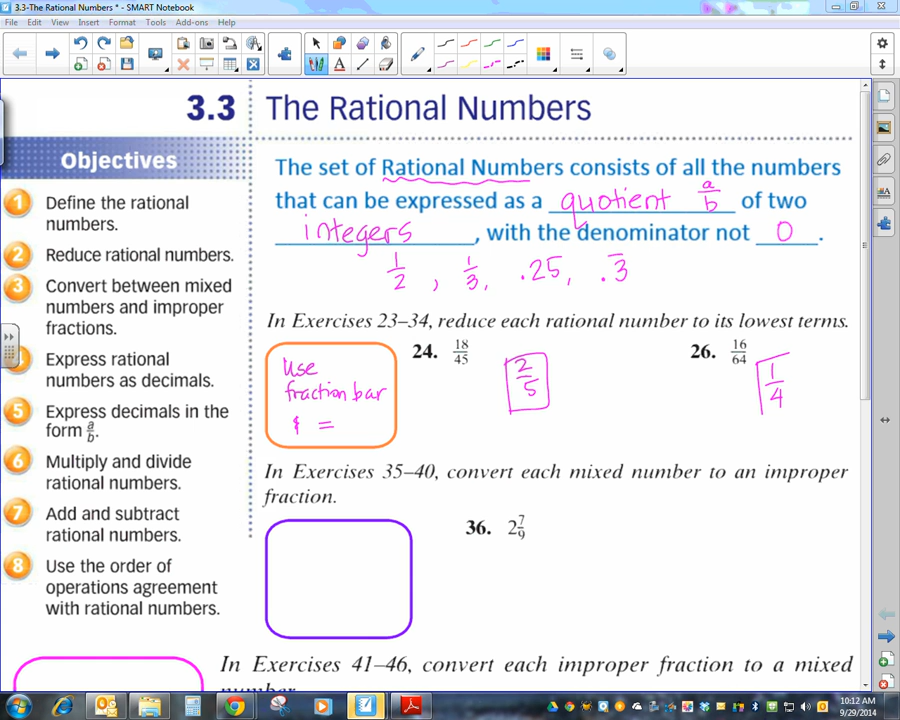 3.3-The Rational Numbers * - SMART Notebook
File Edit View Insert Format Tools Add-ons Help
3.3 The Rational Numbers
Objectives
1 Define the rational numbers.
2 Reduce rational numbers.
3 Convert between mixed numbers and improper fractions.
4 Express rational numbers as decimals.
5 Express decimals in the form a/b.
6 Multiply and divide rational numbers.
7 Add and subtract rational numbers.
8 Use the order of operations agreement with rational numbers.
The set of Rational Numbers consists of all the numbers
that can be expressed as a quotient a/b of two
integers, with the denominator not 0.
1/2, 1/3, .25, .3̅
In Exercises 23–34, reduce each rational number to its lowest terms.
Use
fraction bar
& =
24. 18/45 2/5
26. 16/64 1/4
In Exercises 35–40, convert each mixed number to an improper
fraction.
36. 2 7/9
In Exercises 41–46, convert each improper fraction to a mixed
number.
10:12 AM
9/29/2014